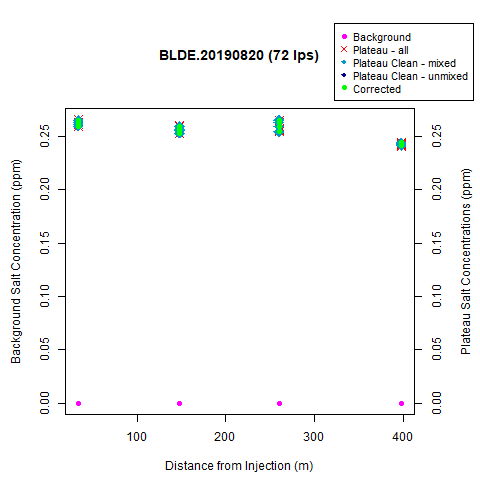 BLDE.20190820 (72 lps)
Background
Plateau - all
Plateau Clean - mixed
Plateau Clean - unmixed
Corrected
Background Salt Concentration (ppm)
0.25
0.20
0.15
0.10
0.05
0.00
0.25
0.20
0.15
0.10
0.05
0.00
Plateau Salt Concentrations (ppm)
100
200
300
400
Distance from Injection (m)